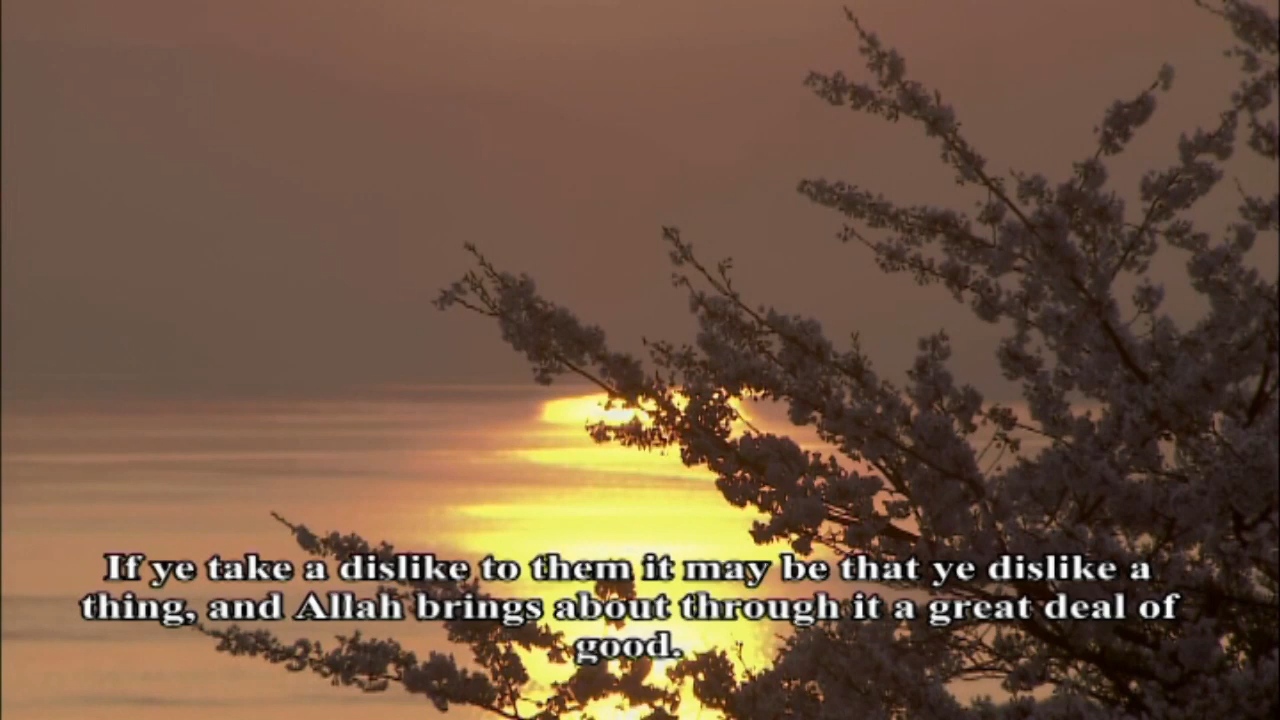 If ye take a dislike to them it may be that ye dislike a
thing, and Allah brings about through it a great deal of
good.